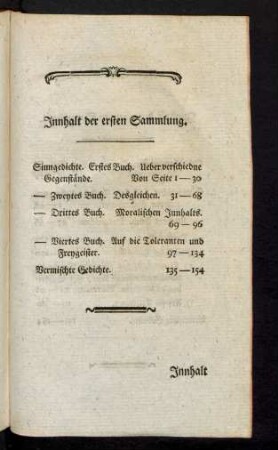 Innhalt der ersten Sammlung.
Sinngedichte. Erstes Buch. Ueber verschiedne
Gegenstände. Von Seite 1—30
— Zweytes Buch. Desgleichen. 31—68
— Drittes Buch. Moralischen Innhalts.
69—96
— Viertes Buch. Auf die Toleranten und
Freygeister. 97—134
Vermischte Gedichte. 135—154
Innhalt